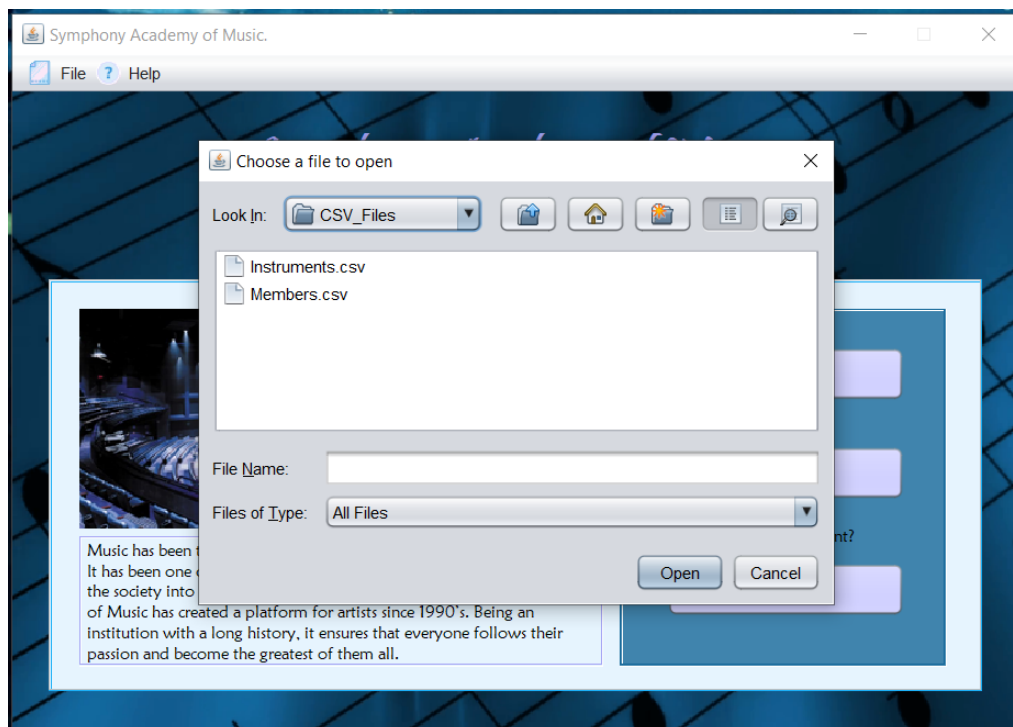 Symphony Academy of Music.
File ? Help
Choose a file to open
Look In: CSV_Files
Instruments.csv
Members.csv
File Name:
Files of Type: All Files
Open Cancel
nt?
Music has been
It has been one
the society into
of Music has created a platform for artists since 1990's. Being an
institution with a long history, it ensures that everyone follows their
passion and become the greatest of them all.